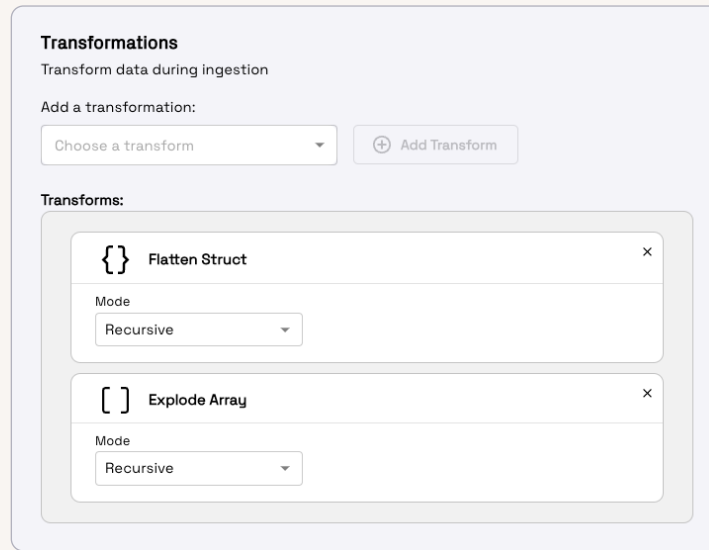 Transformations
Transform data during ingestion
Add a transformation:
Choose a transform
Add Transform
Transforms:
{} Flatten Struct
Mode
Recursive
[ ] Explode Array
Mode
Recursive